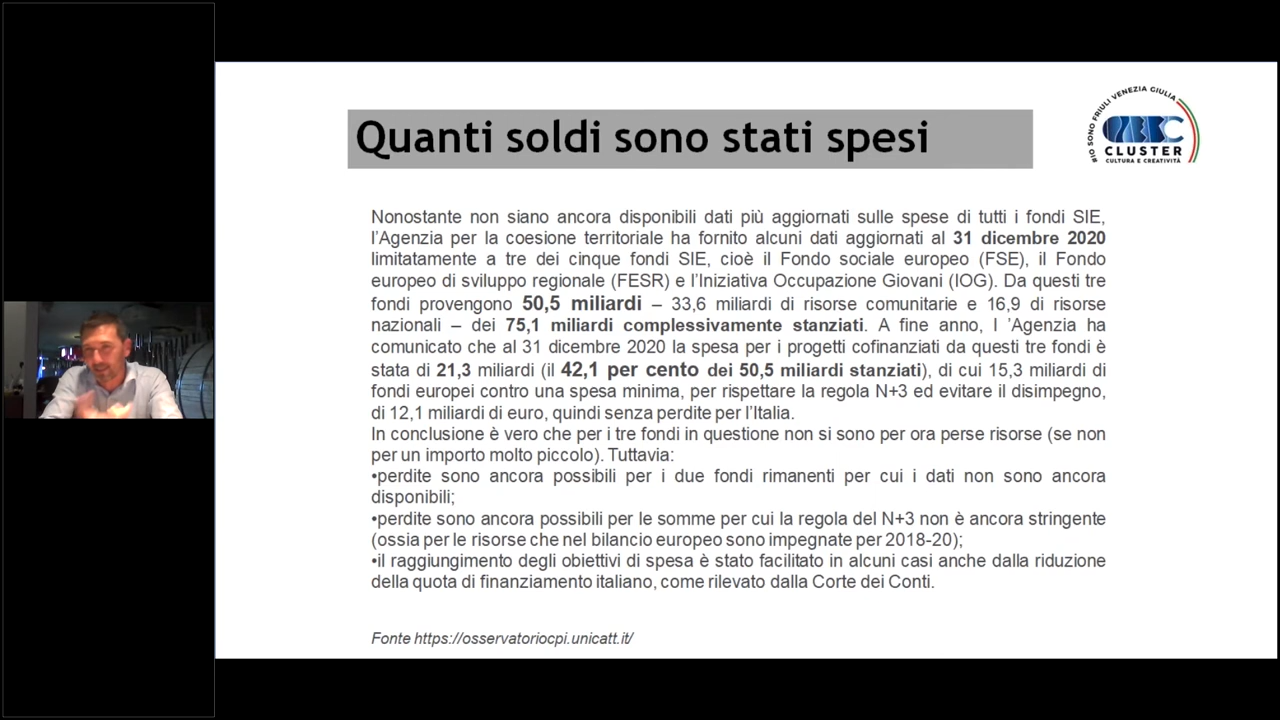 Quanti soldi sono stati spesi
IO SONO FRIULI VENEZIA GIULIA
CLUSTER
CULTURA E CREATIVITÀ
Nonostante non siano ancora disponibili dati più aggiornati sulle spese di tutti i fondi SIE,
l’Agenzia per la coesione territoriale ha fornito alcuni dati aggiornati al 31 dicembre 2020
limitatamente a tre dei cinque fondi SIE, cioè il Fondo sociale europeo (FSE), il Fondo
europeo di sviluppo regionale (FESR) e l’Iniziativa Occupazione Giovani (IOG). Da questi tre
fondi provengono 50,5 miliardi – 33,6 miliardi di risorse comunitarie e 16,9 di risorse
nazionali – dei 75,1 miliardi complessivamente stanziati. A fine anno, l ’Agenzia ha
comunicato che al 31 dicembre 2020 la spesa per i progetti cofinanziati da questi tre fondi è
stata di 21,3 miliardi (il 42,1 per cento dei 50,5 miliardi stanziati), di cui 15,3 miliardi di
fondi europei contro una spesa minima, per rispettare la regola N+3 ed evitare il disimpegno,
di 12,1 miliardi di euro, quindi senza perdite per l’Italia.
In conclusione è vero che per i tre fondi in questione non si sono per ora perse risorse (se non
per un importo molto piccolo). Tuttavia:
•perdite sono ancora possibili per i due fondi rimanenti per cui i dati non sono ancora
disponibili;
•perdite sono ancora possibili per le somme per cui la regola del N+3 non è ancora stringente
(ossia per le risorse che nel bilancio europeo sono impegnate per 2018-20);
•il raggiungimento degli obiettivi di spesa è stato facilitato in alcuni casi anche dalla riduzione
della quota di finanziamento italiano, come rilevato dalla Corte dei Conti.
Fonte https://osservatoriocpi.unicatt.it/